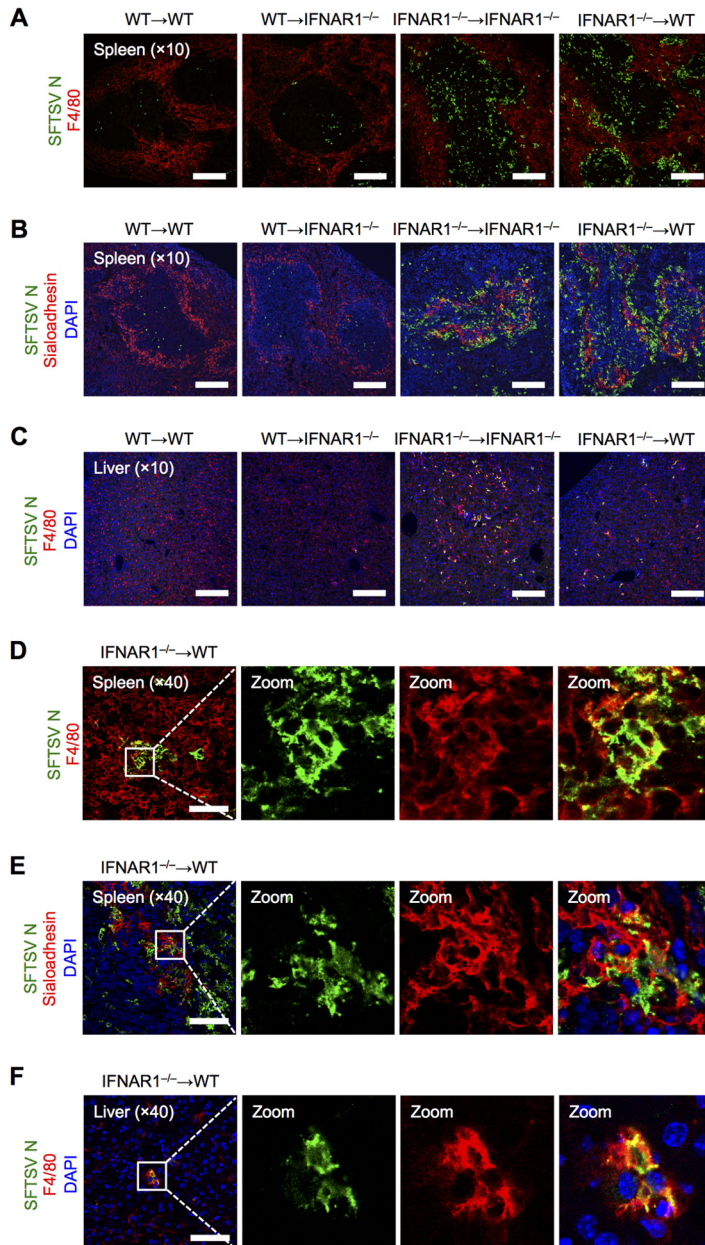 A
WT→WT WT→IFNAR1–/– IFNAR1–/–→IFNAR1–/– IFNAR1–/–→WT
SFTSV N
F4/80
Spleen (×10)
B
WT→WT WT→IFNAR1–/– IFNAR1–/–→IFNAR1–/– IFNAR1–/–→WT
SFTSV N
Sialoadhesin
DAPI
Spleen (×10)
C
WT→WT WT→IFNAR1–/– IFNAR1–/–→IFNAR1–/– IFNAR1–/–→WT
SFTSV N
F4/80
DAPI
Liver (×10)
D
IFNAR1–/–→WT
SFTSV N
F4/80
Spleen (×40) Zoom Zoom Zoom
E
IFNAR1–/–→WT
SFTSV N
Sialoadhesin
DAPI
Spleen (×40) Zoom Zoom Zoom
F
IFNAR1–/–→WT
SFTSV N
F4/80
DAPI
Liver (×40) Zoom Zoom Zoom